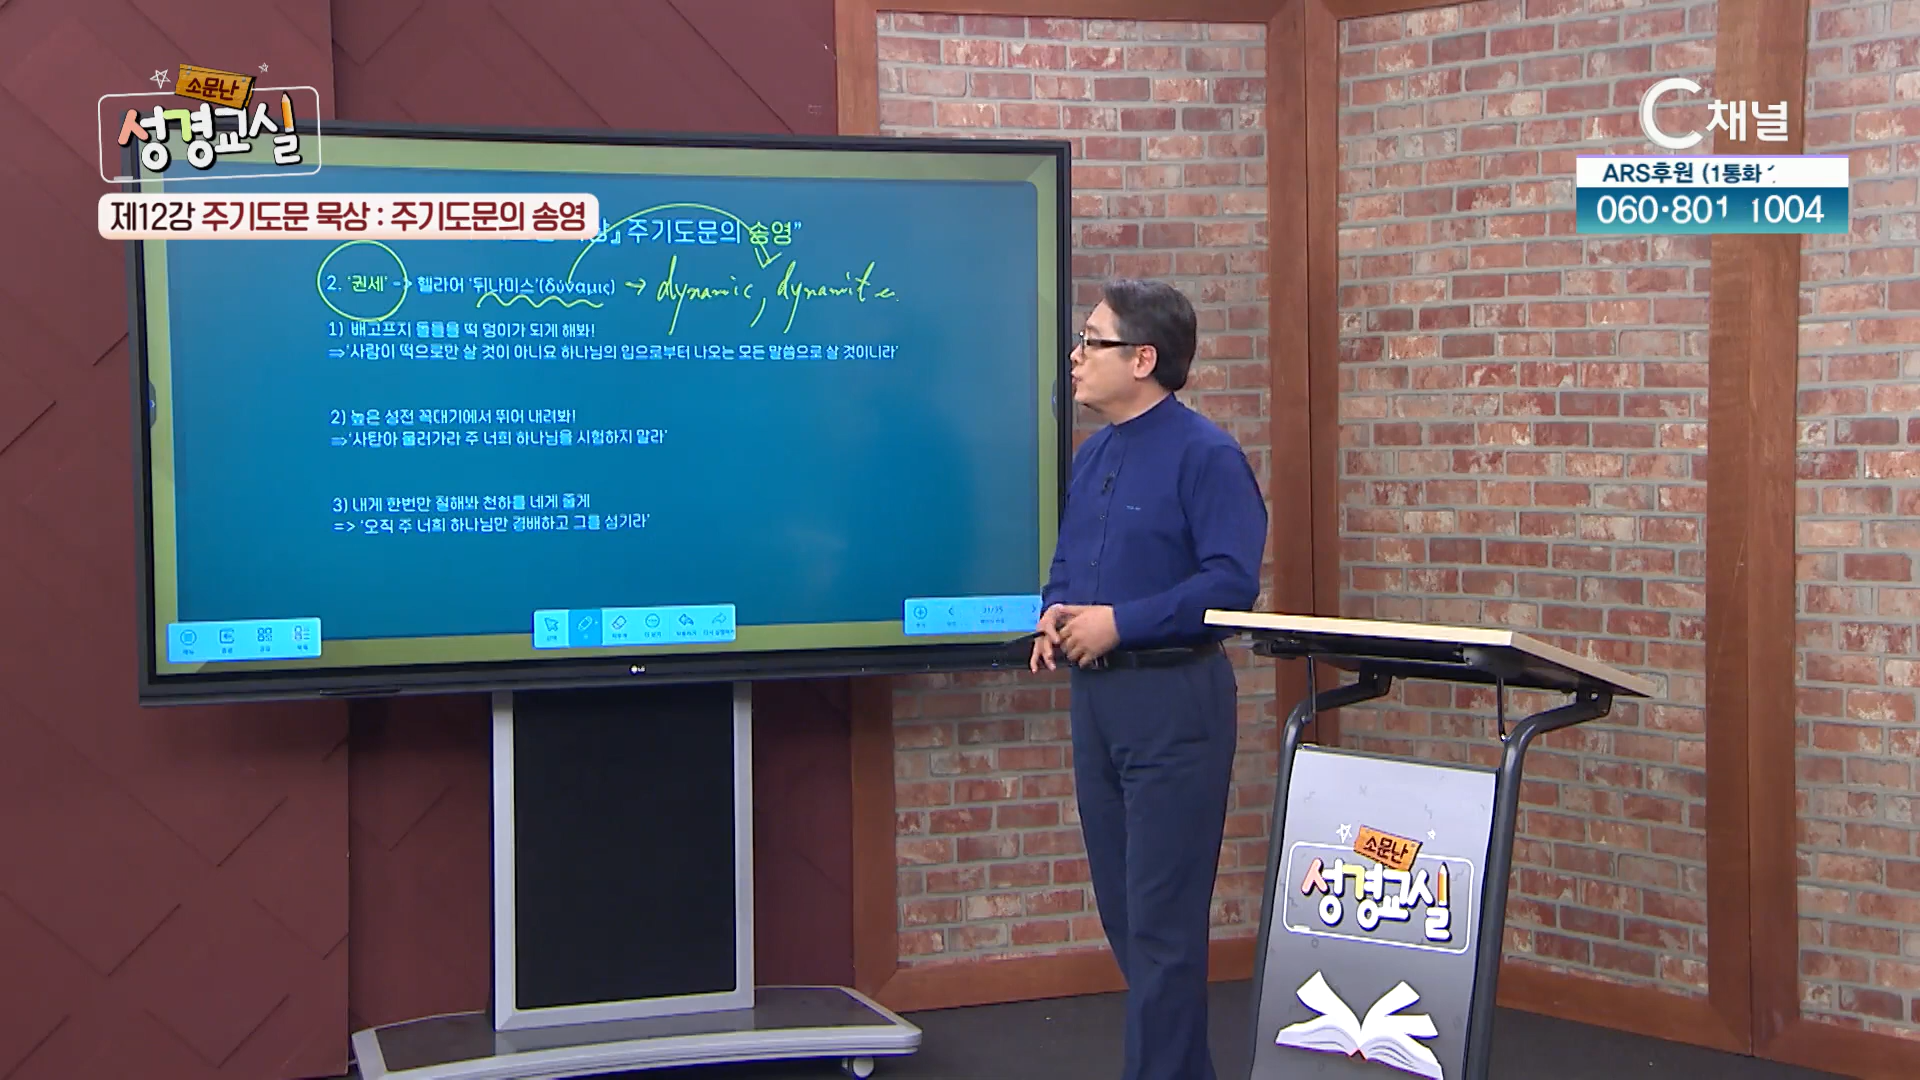 소문난
성경교실
제12강 주기도문 묵상 : 주기도문의 송영
C채널
ARS후원 (1통화
060·801 1004
주기도문의 송영”
2. ‘권세’ -> 헬라어 ‘뒤나미스’(δύναμις) → dynamic, dynamite
1) 배고프지 돌들을 떡 덩이가 되게 해봐!
⇒‘사람이 떡으로만 살 것이 아니요 하나님의 입으로부터 나오는 모든 말씀으로 살 것이니라’
2) 높은 성전 꼭대기에서 뛰어 내려봐!
⇒‘사탄아 물러가라 주 너희 하나님을 시험하지 말라’
3) 내게 한번만 절해봐 천하를 네게 줄게
=> ‘오직 주 너희 하나님만 경배하고 그를 섬기라’
LG
소문난
성경교실